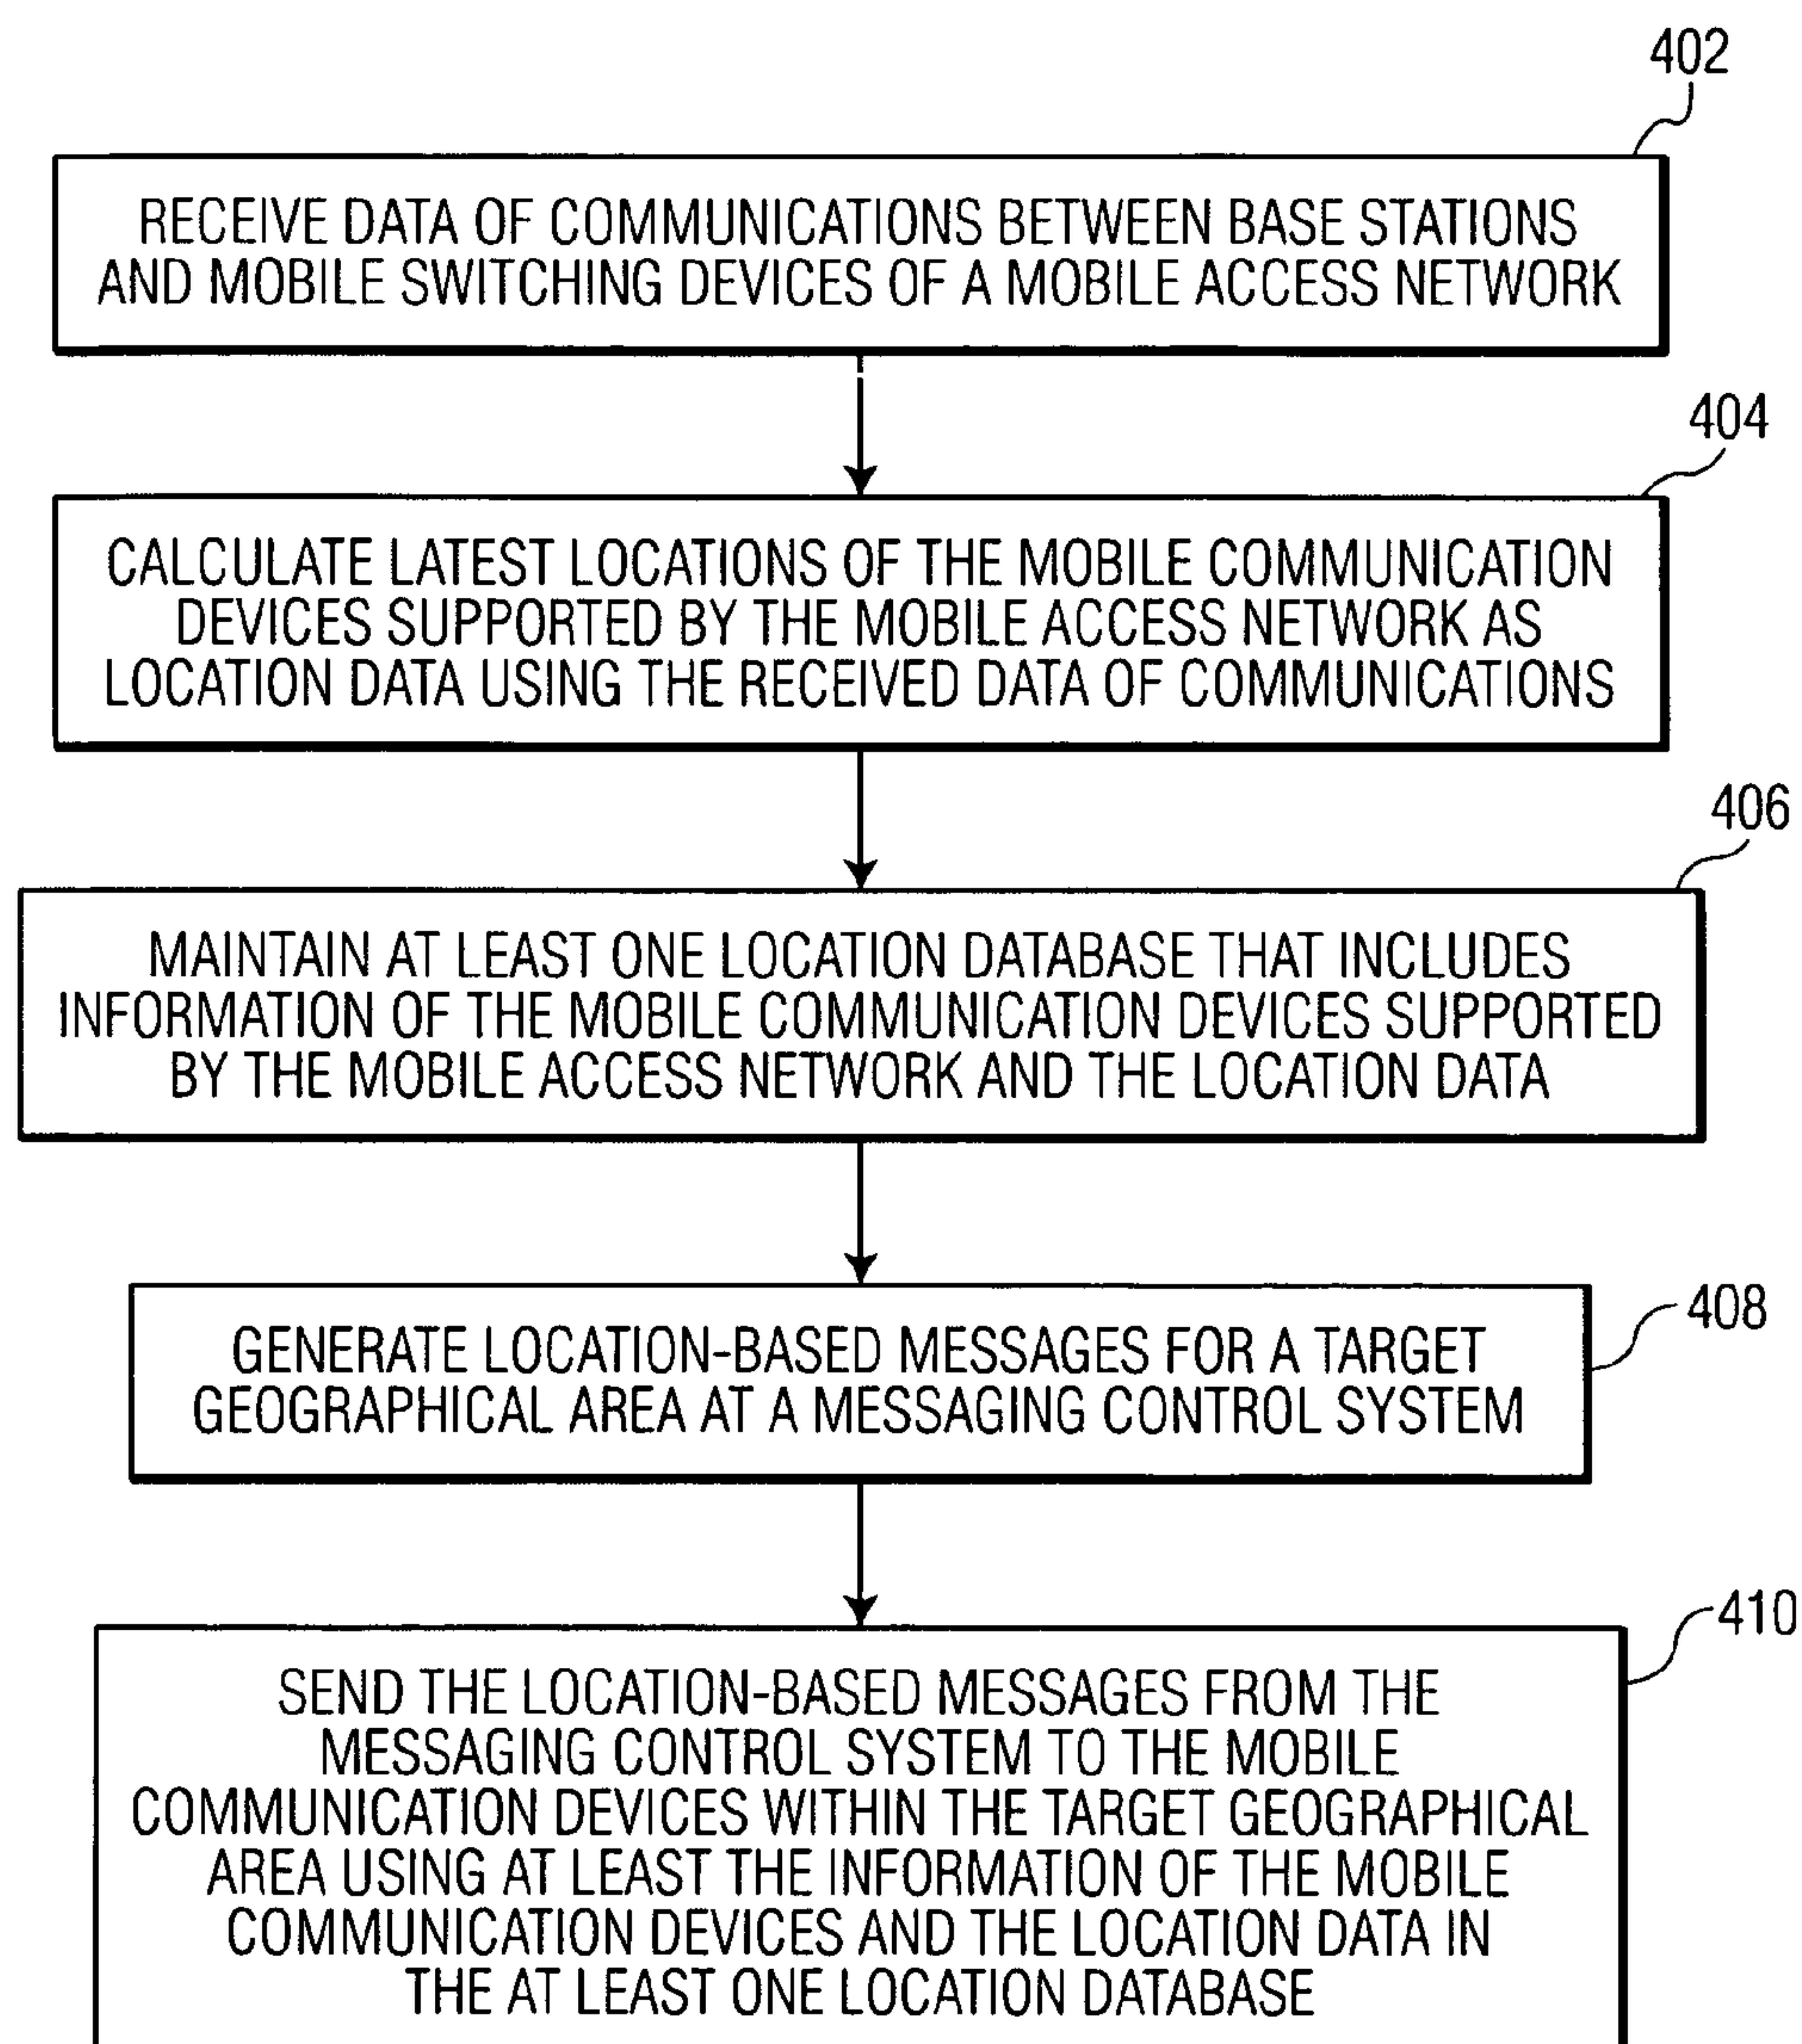 402
RECEIVE DATA OF COMMUNICATIONS BETWEEN BASE STATIONS
AND MOBILE SWITCHING DEVICES OF A MOBILE ACCESS NETWORK
404
CALCULATE LATEST LOCATIONS OF THE MOBILE COMMUNICATION
DEVICES SUPPORTED BY THE MOBILE ACCESS NETWORK AS
LOCATION DATA USING THE RECEIVED DATA OF COMMUNICATIONS
406
MAINTAIN AT LEAST ONE LOCATION DATABASE THAT INCLUDES
INFORMATION OF THE MOBILE COMMUNICATION DEVICES SUPPORTED
BY THE MOBILE ACCESS NETWORK AND THE LOCATION DATA
408
GENERATE LOCATION-BASED MESSAGES FOR A TARGET
GEOGRAPHICAL AREA AT A MESSAGING CONTROL SYSTEM
410
SEND THE LOCATION-BASED MESSAGES FROM THE
MESSAGING CONTROL SYSTEM TO THE MOBILE
COMMUNICATION DEVICES WITHIN THE TARGET GEOGRAPHICAL
AREA USING AT LEAST THE INFORMATION OF THE MOBILE
COMMUNICATION DEVICES AND THE LOCATION DATA IN
THE AT LEAST ONE LOCATION DATABASE